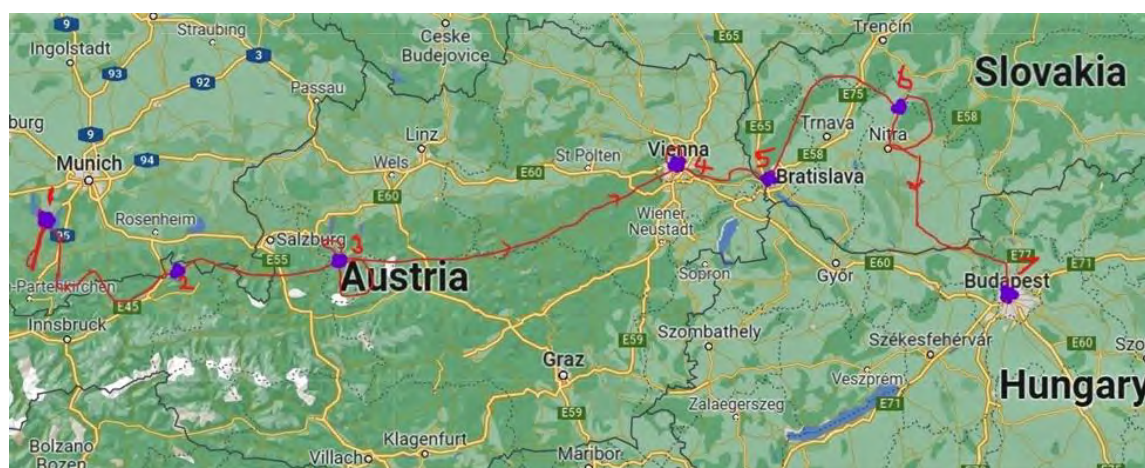 9
Straubing
3
Ceske
Budejovice
E65
Trenčín
Ingolstadt
93
92
Passau
Slovakia
6
E75
E58
burg
9
Munich
94
Linz
Wels
St Pölten
E60
Vienna
4
E65
5
Trnava
E58
Nitra
Bratislava
1
95
Rosenheim
E60
Salzburg
3
Wiener
Neustadt
2
E55
Austria
Sopron
Győr
E60
E77
7
E71
Budapest
n-Partenkirchen
E45
Innsbruck
Szombathely
E59
Székesfehérvár
E60
Szo
Graz
Veszprém
Hungary
E71
Zalaegerszeg
E59
Klagenfurt
Bolzano
Bozen
Villach
Maribor